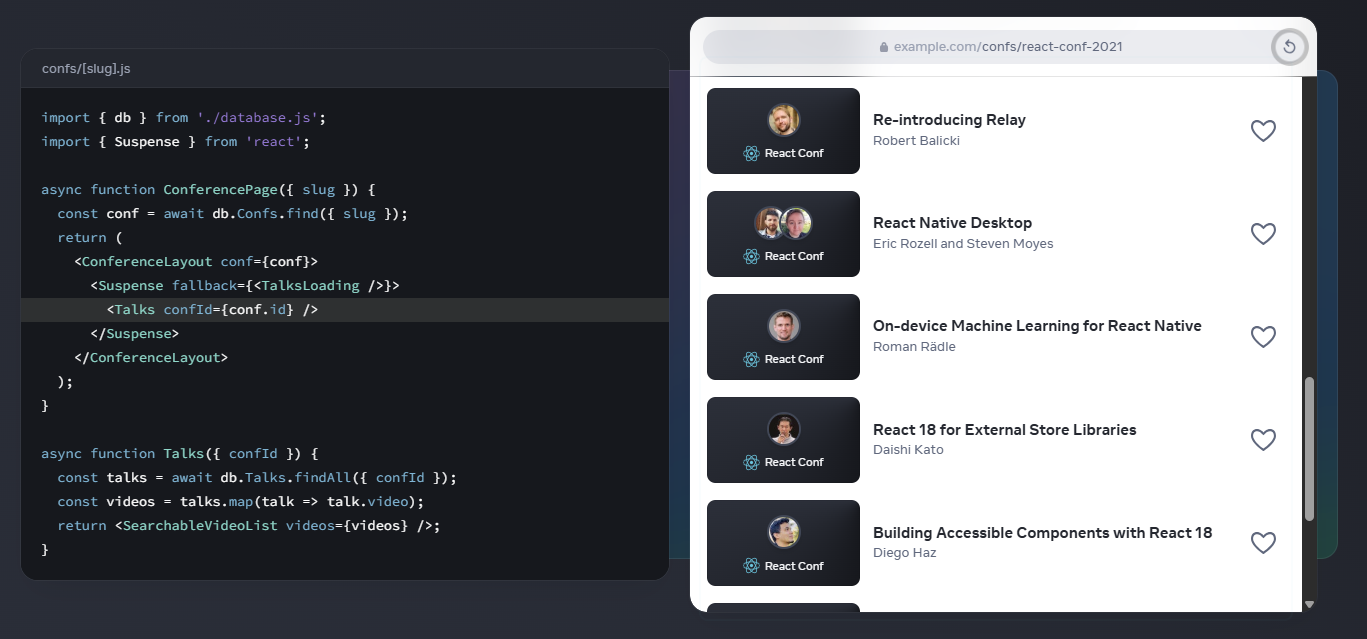 confs/[slug].js
import { db } from './database.js';
import { Suspense } from 'react';
async function ConferencePage({ slug }) {
  const conf = await db.Confs.find({ slug });
  return (
    <ConferenceLayout conf={conf}>
      <Suspense fallback={<TalksLoading />}>
        <Talks confId={conf.id} />
      </Suspense>
    </ConferenceLayout>
  );
}
async function Talks({ confId }) {
  const talks = await db.Talks.findAll({ confId });
  const videos = talks.map(talk => talk.video);
  return <SearchableVideoList videos={videos} />;
}
example.com/confs/react-conf-2021
React Conf
Re-introducing Relay
Robert Balicki
React Conf
React Native Desktop
Eric Rozell and Steven Moyes
React Conf
On-device Machine Learning for React Native
Roman Rädle
React Conf
React 18 for External Store Libraries
Daishi Kato
React Conf
Building Accessible Components with React 18
Diego Haz